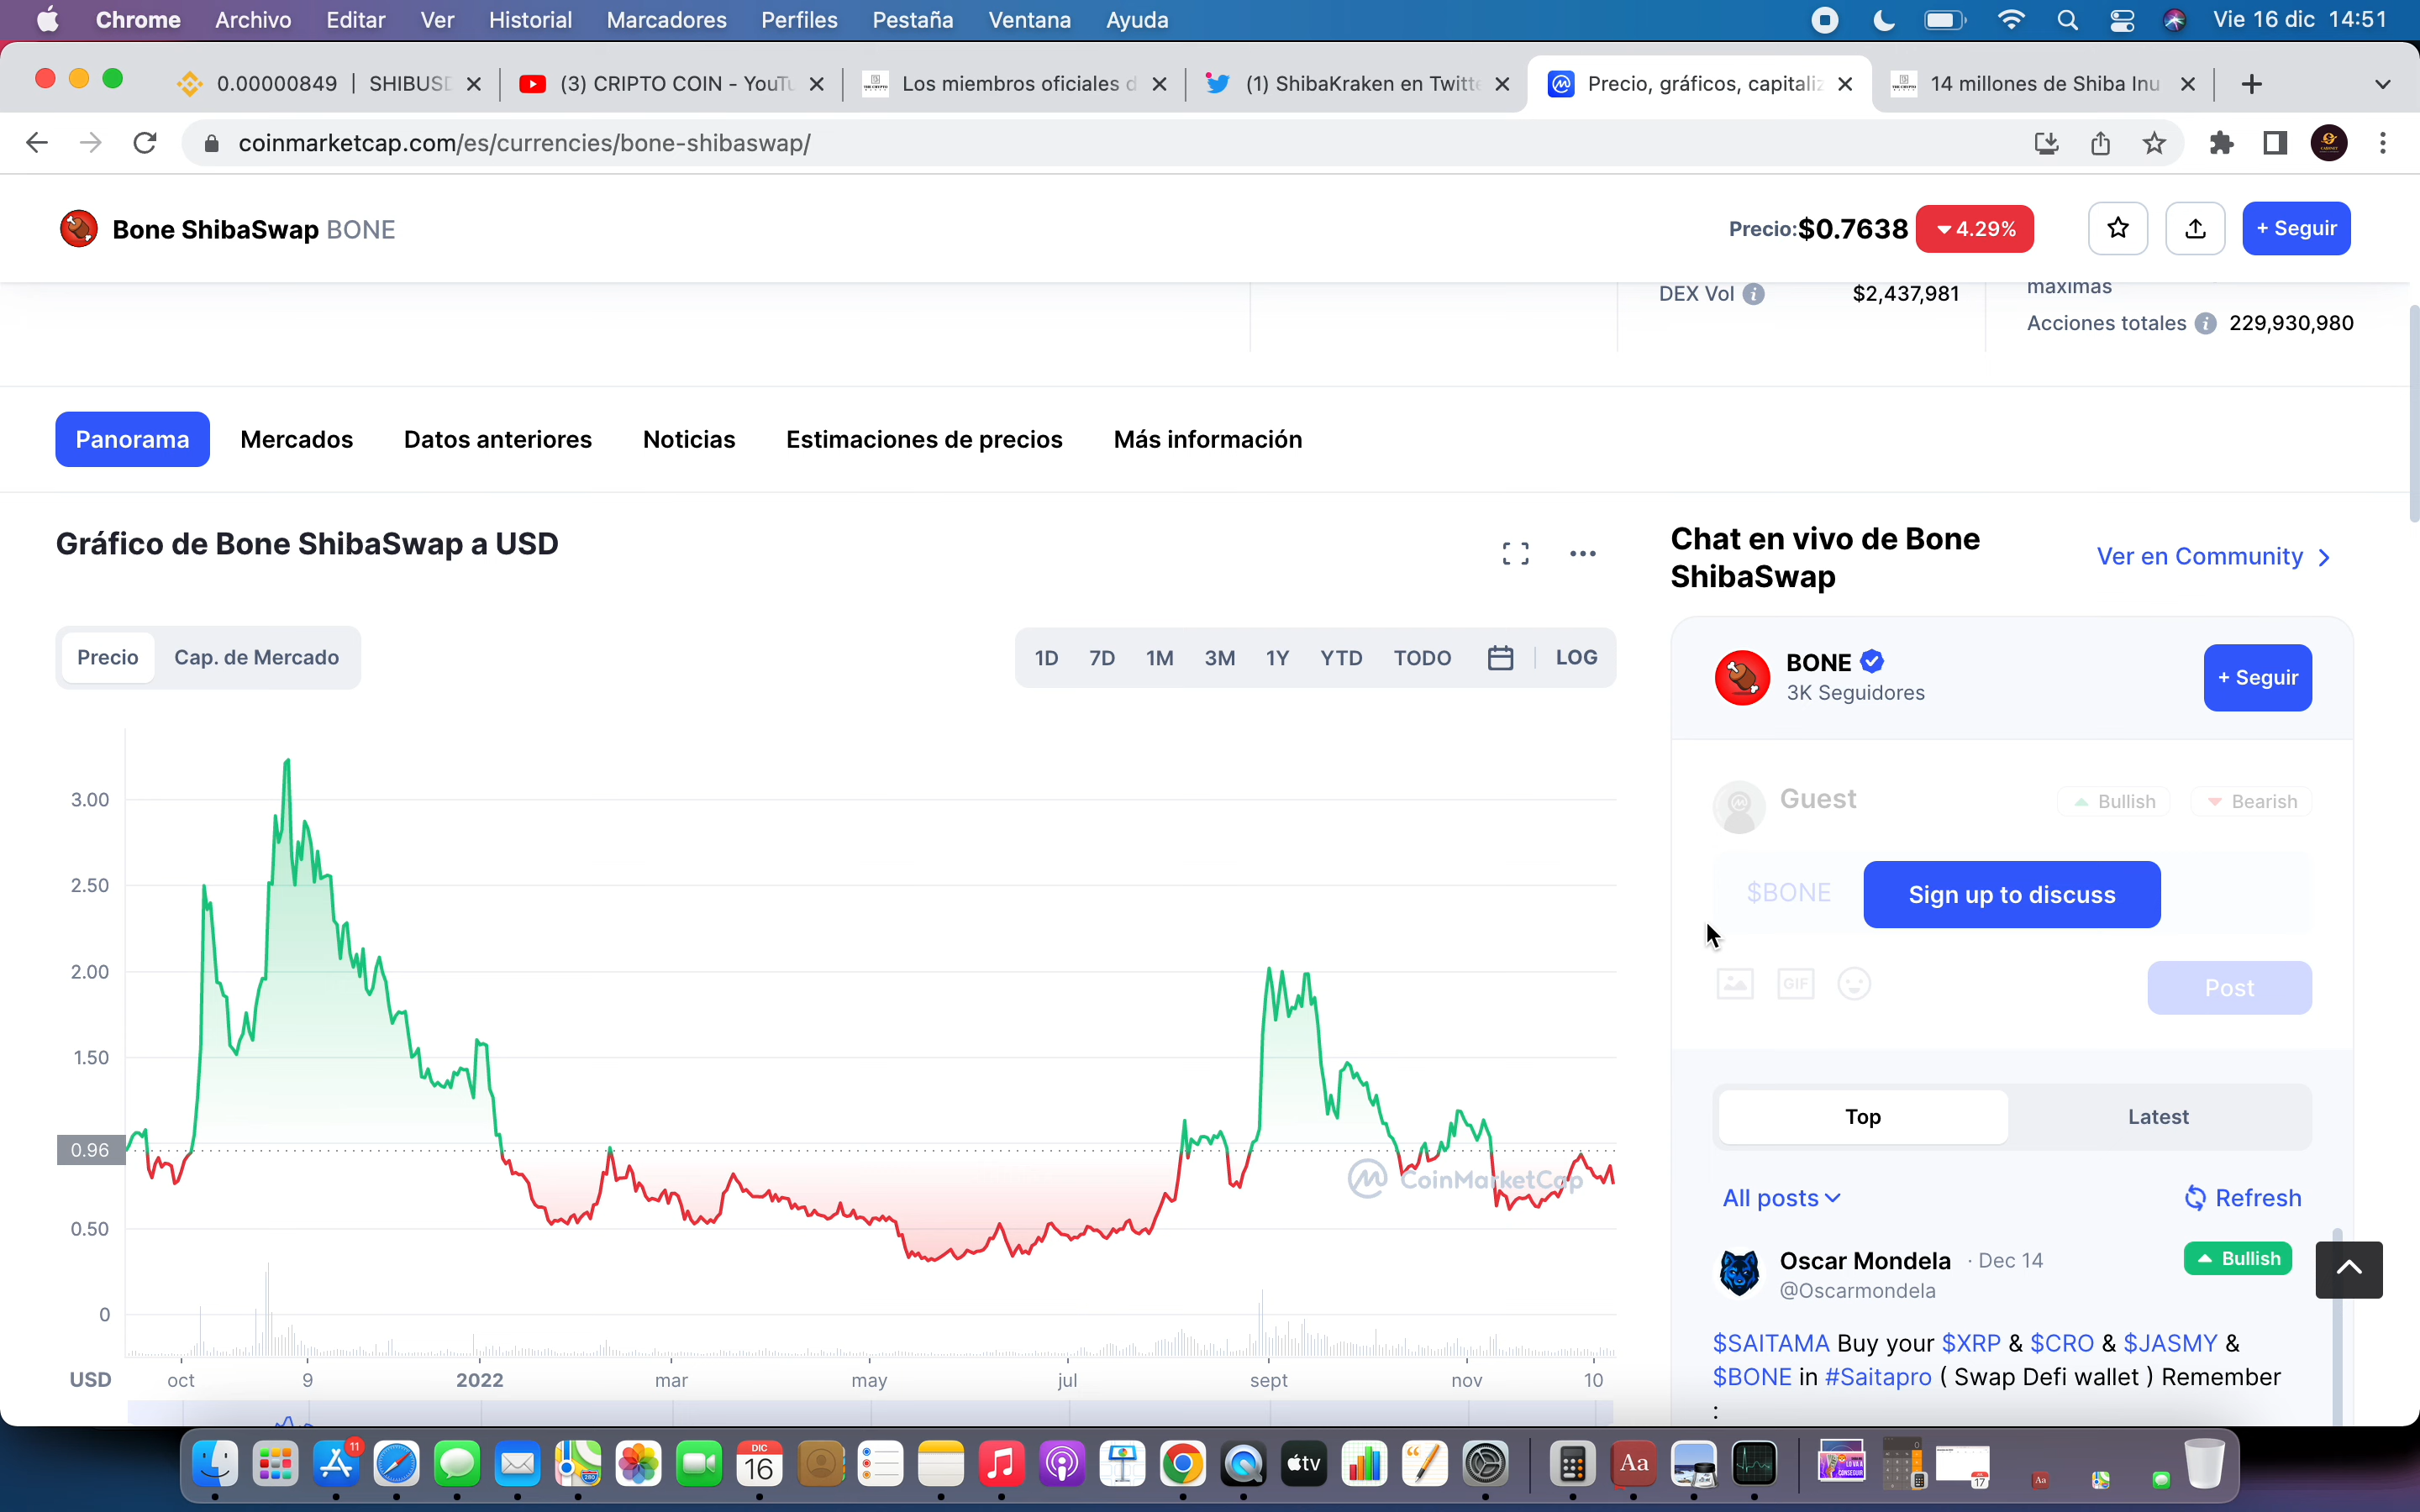 Chrome Archivo Editar Ver Historial Marcadores Perfiles Pestaña Ventana Ayuda Vie 16 dic 14:51
0.00000849 | SHIBUSD (3) CRIPTO COIN - YouTu Los miembros oficiales d (1) ShibaKraken en Twitte Precio, gráficos, capitaliz 14 millones de Shiba Inu
coinmarketcap.com/es/currencies/bone-shibaswap/
Bone ShibaSwap BONE Precio:$0.7638 4.29% + Seguir
DEX Vol $2,437,981 máximas
Acciones totales 229,930,980
Panorama Mercados Datos anteriores Noticias Estimaciones de precios Más información
Gráfico de Bone ShibaSwap a USD
Precio Cap. de Mercado 1D 7D 1M 3M 1Y YTD TODO LOG
3.00
2.50
2.00
1.50
0.96
0.50
0
CoinMarketCap
USD oct 9 2022 mar may jul sept nov 10
Chat en vivo de Bone
ShibaSwap
Ver en Community
BONE
3K Seguidores
+ Seguir
Guest Bullish Bearish
$BONE Sign up to discuss
GIF Post
Top Latest
All posts Refresh
Oscar Mondela · Dec 14 Bullish
@Oscarmondela
$SAITAMA Buy your $XRP & $CRO & $JASMY &
$BONE in #Saitapro ( Swap Defi wallet ) Remember
:
11 DIC 16 tv Aa 17